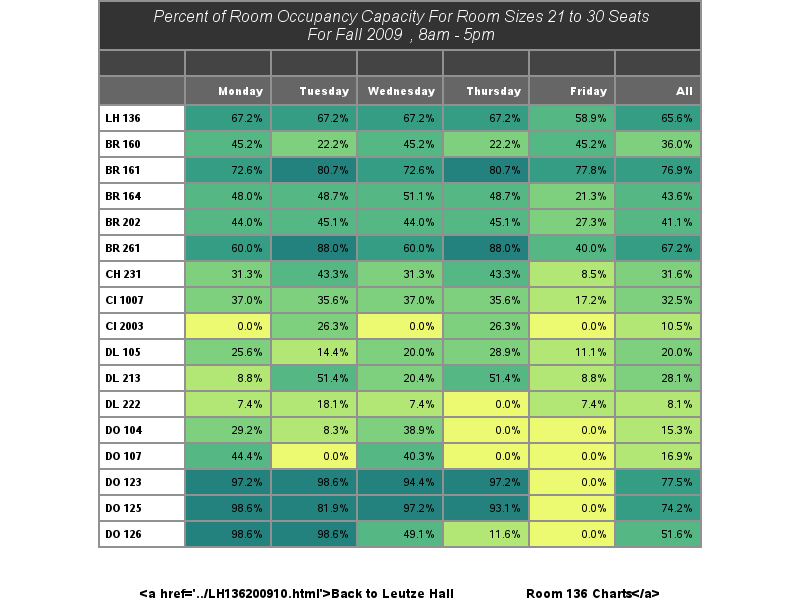 Percent of Room Occupancy Capacity For Room Sizes 21 to 30 Seats
For Fall 2009 , 8am - 5pm
Monday Tuesday Wednesday Thursday Friday All
LH 136 67.2% 67.2% 67.2% 67.2% 58.9% 65.6%
BR 160 45.2% 22.2% 45.2% 22.2% 45.2% 36.0%
BR 161 72.6% 80.7% 72.6% 80.7% 77.8% 76.9%
BR 164 48.0% 48.7% 51.1% 48.7% 21.3% 43.6%
BR 202 44.0% 45.1% 44.0% 45.1% 27.3% 41.1%
BR 261 60.0% 88.0% 60.0% 88.0% 40.0% 67.2%
CH 231 31.3% 43.3% 31.3% 43.3% 8.5% 31.6%
CI 1007 37.0% 35.6% 37.0% 35.6% 17.2% 32.5%
CI 2003 0.0% 26.3% 0.0% 26.3% 0.0% 10.5%
DL 105 25.6% 14.4% 20.0% 28.9% 11.1% 20.0%
DL 213 8.8% 51.4% 20.4% 51.4% 8.8% 28.1%
DL 222 7.4% 18.1% 7.4% 0.0% 7.4% 8.1%
DO 104 29.2% 8.3% 38.9% 0.0% 0.0% 15.3%
DO 107 44.4% 0.0% 40.3% 0.0% 0.0% 16.9%
DO 123 97.2% 98.6% 94.4% 97.2% 0.0% 77.5%
DO 125 98.6% 81.9% 97.2% 93.1% 0.0% 74.2%
DO 126 98.6% 98.6% 49.1% 11.6% 0.0% 51.6%
<a href='../LH136200910.html'>Back to Leutze Hall Room 136 Charts</a>